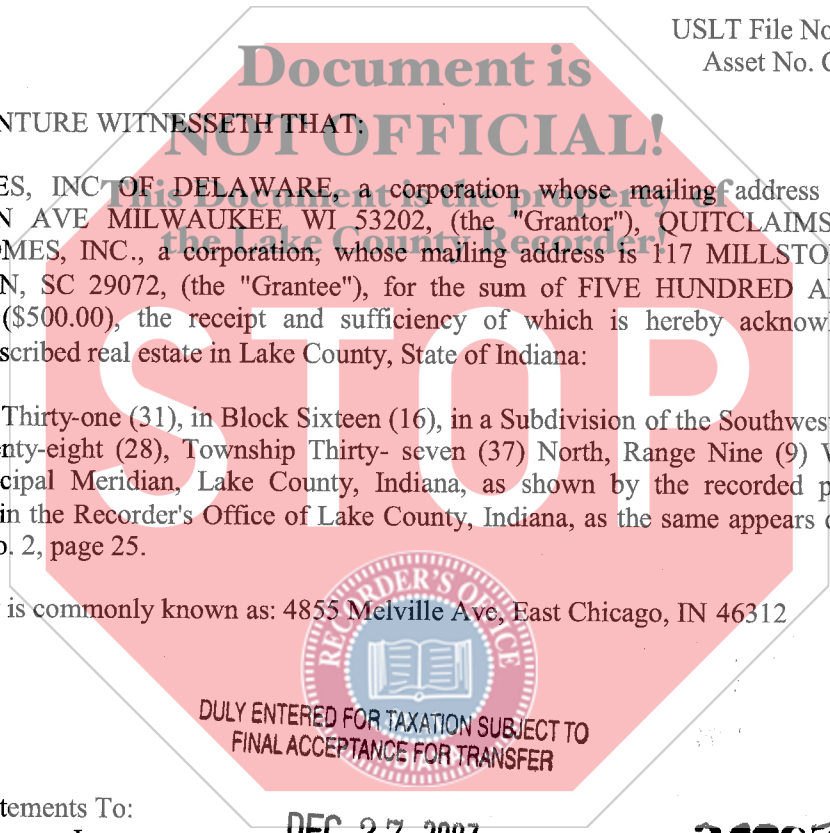 USLT File No
Asset No.
Document is
NTURE WITNESSETH THAT:
NOT OFFICIAL!
ES, INC OF DELAWARE, a corporation whose mailing address
This Document is the property of
N AVE MILWAUKEE WI 53202, (the "Grantor"), QUITCLAIMS
the Lake County Recorder!
OMES, INC., a corporation, whose mailing address is 117 MILLSTO
N, SC 29072, (the "Grantee"), for the sum of FIVE HUNDRED A
($500.00), the receipt and sufficiency of which is hereby acknow
scribed real estate in Lake County, State of Indiana:
STOP
Thirty-one (31), in Block Sixteen (16), in a Subdivision of the Southwes
nty-eight (28), Township Thirty- seven (37) North, Range Nine (9) W
cipal Meridian, Lake County, Indiana, as shown by the recorded p
in the Recorder's Office of Lake County, Indiana, as the same appears
o. 2, page 25.
RECORDER'S OFFICE
is commonly known as: 4855 Melville Ave, East Chicago, IN 46312
DULY ENTERED FOR TAXATION SUBJECT TO
FINAL ACCEPTANCE FOR TRANSFER
INDIANA
tements To:
DEC 27 2007